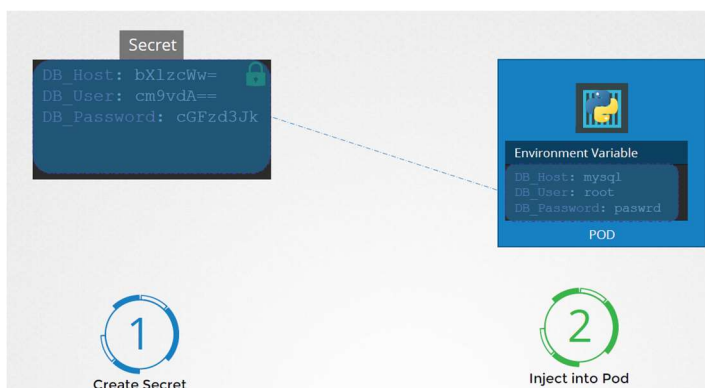 Secret
DB_Host: bXlzcWw=
DB_User: cm9vdA==
DB_Password: cGFzd3Jk
Environment Variable
DB_Host: mysql
DB_User: root
DB_Password: paswrd
POD
1
2
Create Secret
Inject into Pod